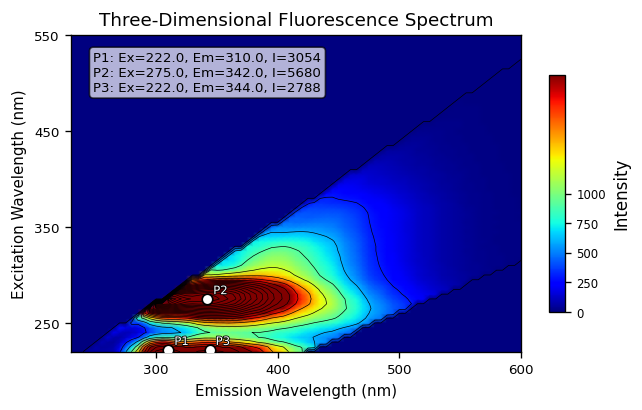 Three-Dimensional Fluorescence Spectrum
P1: Ex=222.0, Em=310.0, I=3054
P2: Ex=275.0, Em=342.0, I=5680
P3: Ex=222.0, Em=344.0, I=2788
550
450
350
250
Excitation Wavelength (nm)
P2
P1
P3
300
400
500
600
Emission Wavelength (nm)
1000
750
500
250
0
Intensity